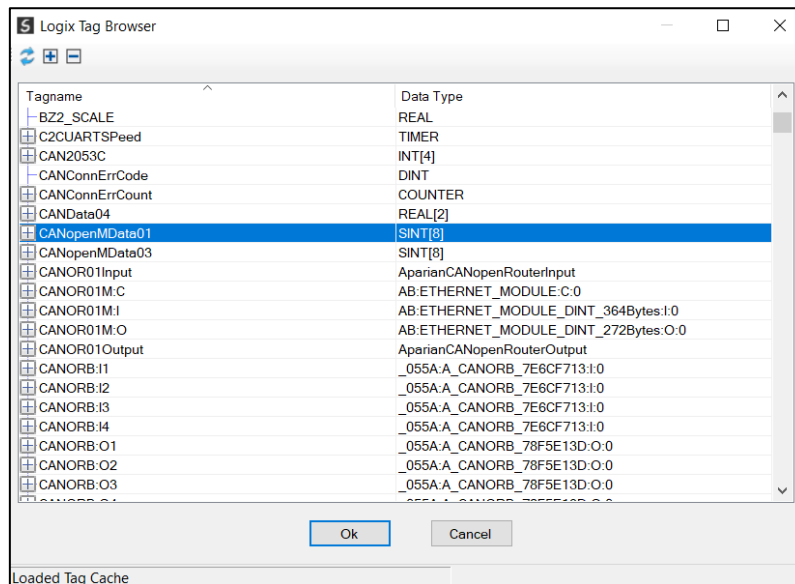 Logix Tag Browser
Tagname Data Type
BZ2_SCALE REAL
C2CUARTSPeed TIMER
CAN2053C INT[4]
CANConnErrCode DINT
CANConnErrCount COUNTER
CANData04 REAL[2]
CANopenMData01 SINT[8]
CANopenMData03 SINT[8]
CANOR01Input AparianCANopenRouterInput
CANOR01M:C AB:ETHERNET_MODULE:C:0
CANOR01M:I AB:ETHERNET_MODULE_DINT_364Bytes:I:0
CANOR01M:O AB:ETHERNET_MODULE_DINT_272Bytes:O:0
CANOR01Output AparianCANopenRouterOutput
CANORB:I1 _055A:A_CANORB_7E6CF713:I:0
CANORB:I2 _055A:A_CANORB_7E6CF713:I:0
CANORB:I3 _055A:A_CANORB_7E6CF713:I:0
CANORB:I4 _055A:A_CANORB_7E6CF713:I:0
CANORB:O1 _055A:A_CANORB_78F5E13D:O:0
CANORB:O2 _055A:A_CANORB_78F5E13D:O:0
CANORB:O3 _055A:A_CANORB_78F5E13D:O:0
Ok Cancel
Loaded Tag Cache